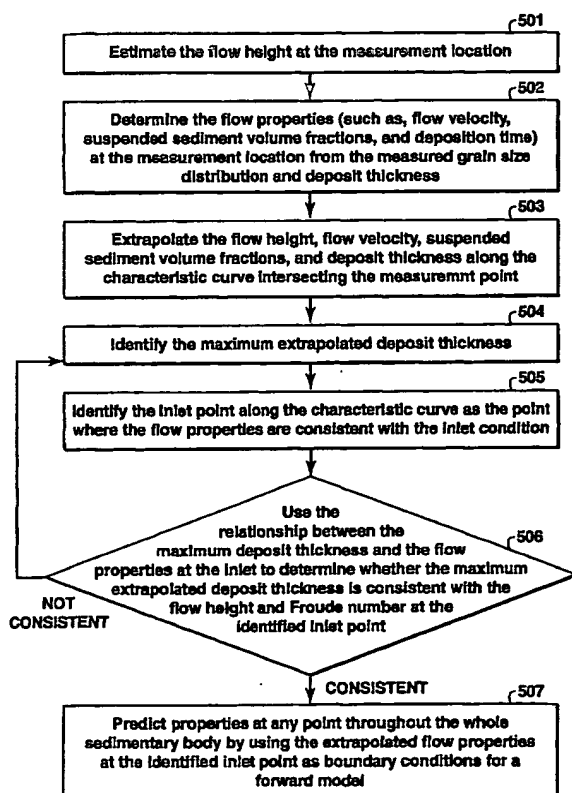 501
Estimate the flow height at the measurement location
502
Determine the flow properties (such as, flow velocity,
suspended sediment volume fractions, and deposition time)
at the measurement location from the measured grain size
distribution and deposit thickness
503
Extrapolate the flow height, flow velocity, suspended
sediment volume fractions, and deposit thickness along the
characteristic curve intersecting the measuremnt point
504
Identify the maximum extrapolated deposit thickness
505
Identify the inlet point along the characteristic curve as the point
where the flow properties are consistent with the inlet condition
506
Use the
relationship between the
maximum deposit thickness and the flow
properties at the inlet to determine whether the maximum
extrapolated deposit thickness is consistent with the
flow height and Froude number at the
identified inlet point
NOT
CONSISTENT
CONSISTENT
507
Predict properties at any point throughout the whole
sedimentary body by using the extrapolated flow properties
at the identified inlet point as boundary conditions for a
forward model